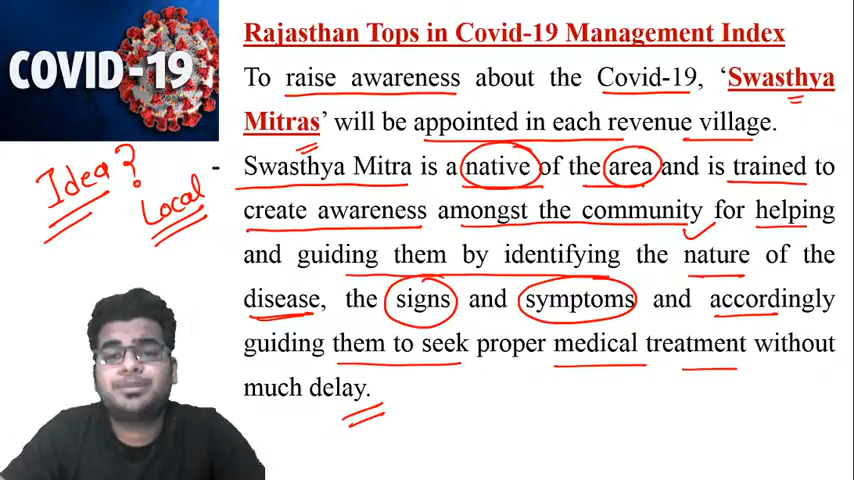 COVID-19
Rajasthan Tops in Covid-19 Management Index
To raise awareness about the Covid-19, ‘Swasthya
Mitras’ will be appointed in each revenue village.
- Swasthya Mitra is a native of the area and is trained to
create awareness amongst the community for helping
and guiding them by identifying the nature of the
disease, the signs and symptoms and accordingly
guiding them to seek proper medical treatment without
much delay.
Idea?
Local